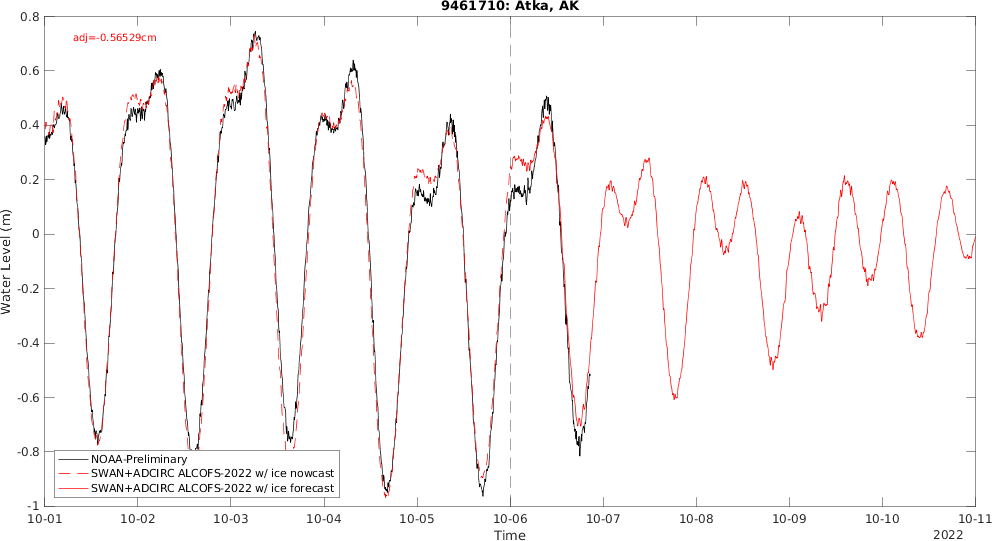 9461710: Atka, AK
adj=-0.56529cm
0.8
0.6
0.4
0.2
0
-0.2
-0.4
-0.6
-0.8
-1
Water Level (m)
NOAA-Preliminary
SWAN+ADCIRC ALCOFS-2022 w/ ice nowcast
SWAN+ADCIRC ALCOFS-2022 w/ ice forecast
10-01 10-02 10-03 10-04 10-05 10-06 10-07 10-08 10-09 10-10 10-11
Time
2022